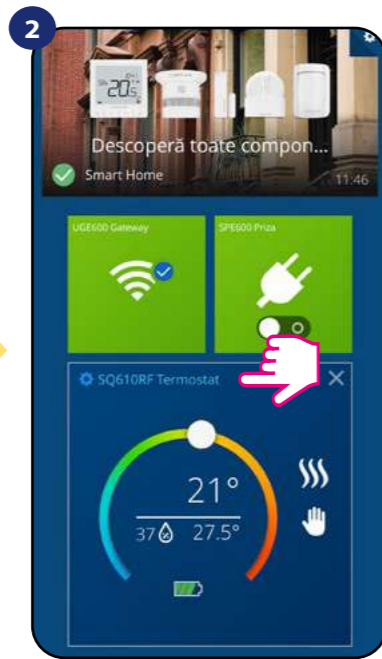 2
20.5
Descoperă toate compon...
Smart Home
11:46
UGE600 Gateway
SPE600 Priza
SQ610RF Termostat
21°
37 27.5°